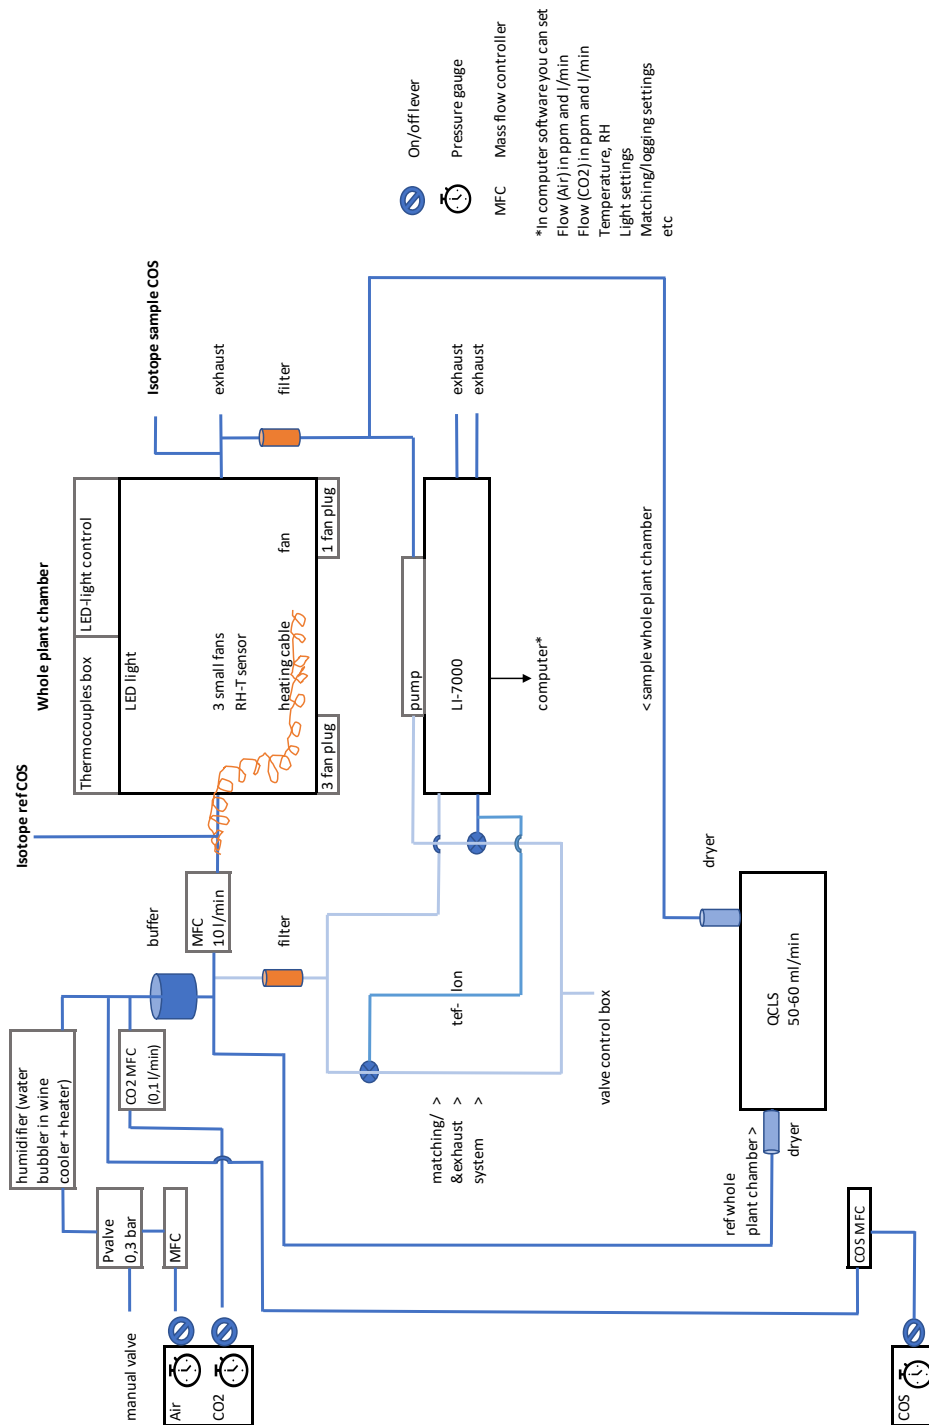 Whole plant chamber
Isotope ref COS
Isotope sample COS
Thermocouples box
LED-light control
LED light
3 small fans
RH-T sensor
heating cable
fan
3 fan plug
1 fan plug
exhaust
filter
humidifier (water
bubbler in wine
cooler + heater)
Pvalve
0,3 bar
MFC
manual valve
Air
CO2
CO2 MFC
(0,1 l/min)
buffer
MFC
10 l/min
filter
pump
LI-7000
exhaust
exhaust
computer*
matching/ >
&exhaust >
system >
tef- lon
valve control box
< sample whole plant chamber
ref whole
plant chamber >
dryer
dryer
QCLS
50-60 ml/min
COS MFC
COS
On/off lever
Pressure gauge
MFC
Mass flow controller
*In computer software you can set
Flow (Air) in ppm and l/min
Flow (CO2) in ppm and l/min
Temperature, RH
Light settings
Matching/logging settings
etc